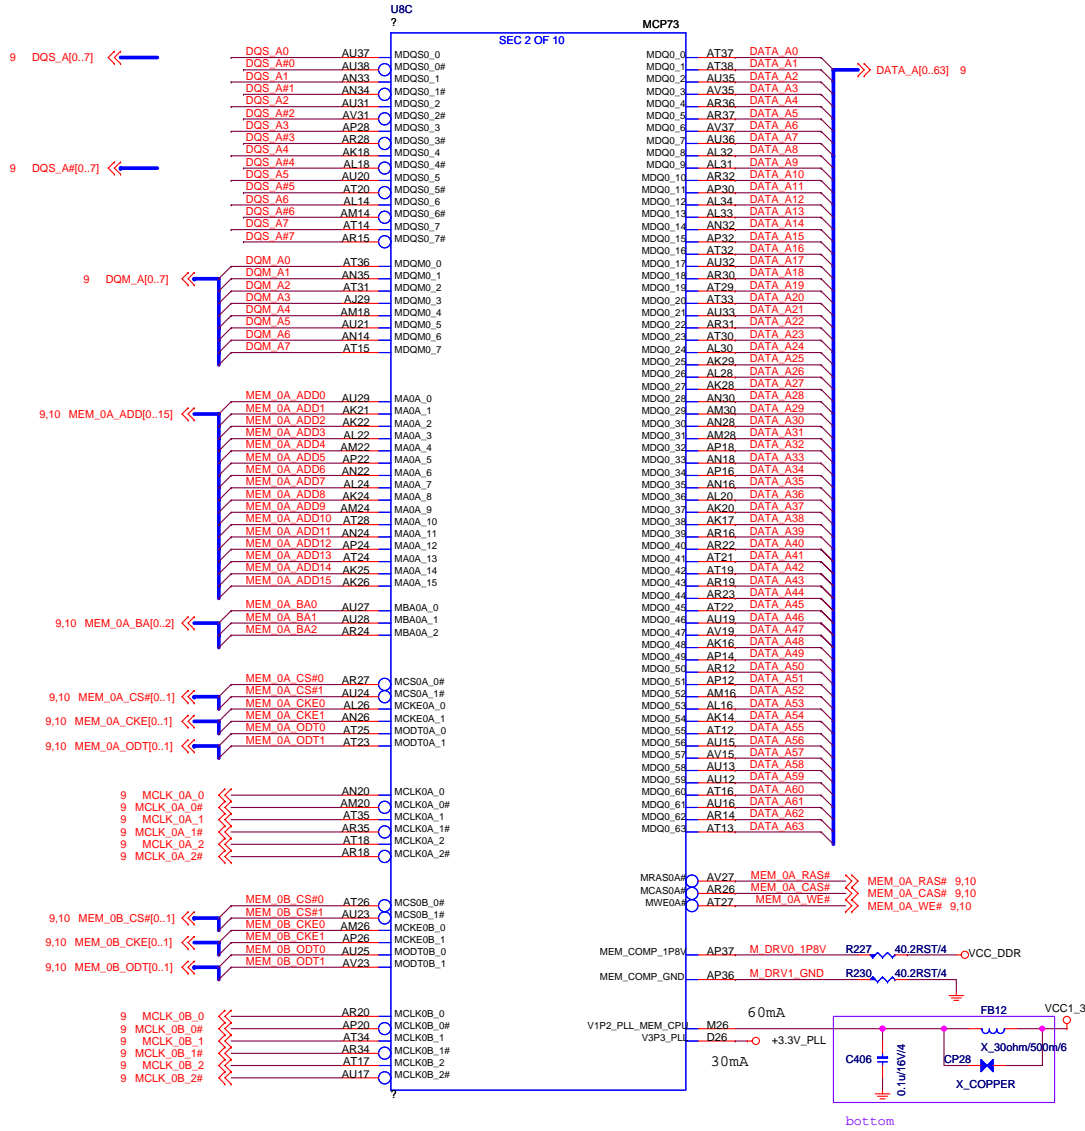 U8C
?
MCP73
SEC 2 OF 10
9 DQS_A[0..7]
DQS_A0 AU37 MDQS0_0
DQS_A#0 AU38 MDQS0_0#
DQS_A1 AN33 MDQS0_1
DQS_A#1 AN34 MDQS0_1#
DQS_A2 AU31 MDQS0_2
DQS_A#2 AV31 MDQS0_2#
DQS_A3 AP28 MDQS0_3
DQS_A#3 AR28 MDQS0_3#
DQS_A4 AK18 MDQS0_4
9 DQS_A#[0..7]
DQS_A#4 AL18 MDQS0_4#
DQS_A5 AU20 MDQS0_5
DQS_A#5 AT20 MDQS0_5#
DQS_A6 AL14 MDQS0_6
DQS_A#6 AM14 MDQS0_6#
DQS_A7 AT14 MDQS0_7
DQS_A#7 AR15 MDQS0_7#
9 DQM_A[0..7]
DQM_A0 AT36 MDQM0_0
DQM_A1 AN35 MDQM0_1
DQM_A2 AT31 MDQM0_2
DQM_A3 AJ29 MDQM0_3
DQM_A4 AM18 MDQM0_4
DQM_A5 AU21 MDQM0_5
DQM_A6 AN14 MDQM0_6
DQM_A7 AT15 MDQM0_7
9,10 MEM_0A_ADD[0..15]
MEM_0A_ADD0 AU29 MA0A_0
MEM_0A_ADD1 AK21 MA0A_1
MEM_0A_ADD2 AK22 MA0A_2
MEM_0A_ADD3 AL22 MA0A_3
MEM_0A_ADD4 AM22 MA0A_4
MEM_0A_ADD5 AP22 MA0A_5
MEM_0A_ADD6 AN22 MA0A_6
MEM_0A_ADD7 AL24 MA0A_7
MEM_0A_ADD8 AK24 MA0A_8
MEM_0A_ADD9 AM24 MA0A_9
MEM_0A_ADD10 AT28 MA0A_10
MEM_0A_ADD11 AN24 MA0A_11
MEM_0A_ADD12 AP24 MA0A_12
MEM_0A_ADD13 AT24 MA0A_13
MEM_0A_ADD14 AK25 MA0A_14
MEM_0A_ADD15 AK26 MA0A_15
9,10 MEM_0A_BA[0..2]
MEM_0A_BA0 AU27 MBA0A_0
MEM_0A_BA1 AU28 MBA0A_1
MEM_0A_BA2 AR24 MBA0A_2
9,10 MEM_0A_CS#[0..1]
MEM_0A_CS#0 AR27 MCS0A_0#
MEM_0A_CS#1 AU24 MCS0A_1#
9,10 MEM_0A_CKE[0..1]
MEM_0A_CKE0 AL26 MCKE0A_0
MEM_0A_CKE1 AN26 MCKE0A_1
9,10 MEM_0A_ODT[0..1]
MEM_0A_ODT0 AT25 MODT0A_0
MEM_0A_ODT1 AT23 MODT0A_1
9 MCLK_0A_0 AN20 MCLK0A_0
9 MCLK_0A_0# AM20 MCLK0A_0#
9 MCLK_0A_1 AT35 MCLK0A_1
9 MCLK_0A_1# AR35 MCLK0A_1#
9 MCLK_0A_2 AT18 MCLK0A_2
9 MCLK_0A_2# AR18 MCLK0A_2#
9,10 MEM_0B_CS#[0..1]
MEM_0B_CS#0 AT26 MCS0B_0#
MEM_0B_CS#1 AU23 MCS0B_1#
9,10 MEM_0B_CKE[0..1]
MEM_0B_CKE0 AM26 MCKE0B_0
MEM_0B_CKE1 AP26 MCKE0B_1
9,10 MEM_0B_ODT[0..1]
MEM_0B_ODT0 AU25 MODT0B_0
MEM_0B_ODT1 AV23 MODT0B_1
9 MCLK_0B_0 AR20 MCLK0B_0
9 MCLK_0B_0# AP20 MCLK0B_0#
9 MCLK_0B_1 AT34 MCLK0B_1
9 MCLK_0B_1# AR34 MCLK0B_1#
9 MCLK_0B_2 AT17 MCLK0B_2
9 MCLK_0B_2# AU17 MCLK0B_2#
?
MDQ0_0 AT37 DATA_A0
MDQ0_1 AT38 DATA_A1
DATA_A[0..63] 9
MDQ0_2 AU35 DATA_A2
MDQ0_3 AV35 DATA_A3
MDQ0_4 AR36 DATA_A4
MDQ0_5 AR37 DATA_A5
MDQ0_6 AV37 DATA_A6
MDQ0_7 AU36 DATA_A7
MDQ0_8 AL32 DATA_A8
MDQ0_9 AL31 DATA_A9
MDQ0_10 AR32 DATA_A10
MDQ0_11 AP30 DATA_A11
MDQ0_12 AL34 DATA_A12
MDQ0_13 AL33 DATA_A13
MDQ0_14 AN32 DATA_A14
MDQ0_15 AP32 DATA_A15
MDQ0_16 AT32 DATA_A16
MDQ0_17 AU32 DATA_A17
MDQ0_18 AR30 DATA_A18
MDQ0_19 AT29 DATA_A19
MDQ0_20 AT33 DATA_A20
MDQ0_21 AU33 DATA_A21
MDQ0_22 AR31 DATA_A22
MDQ0_23 AT30 DATA_A23
MDQ0_24 AL30 DATA_A24
MDQ0_25 AK29 DATA_A25
MDQ0_26 AL28 DATA_A26
MDQ0_27 AK28 DATA_A27
MDQ0_28 AN30 DATA_A28
MDQ0_29 AM30 DATA_A29
MDQ0_30 AN28 DATA_A30
MDQ0_31 AM28 DATA_A31
MDQ0_32 AP18 DATA_A32
MDQ0_33 AN18 DATA_A33
MDQ0_34 AP16 DATA_A34
MDQ0_35 AN16 DATA_A35
MDQ0_36 AL20 DATA_A36
MDQ0_37 AK20 DATA_A37
MDQ0_38 AK17 DATA_A38
MDQ0_39 AR16 DATA_A39
MDQ0_40 AR22 DATA_A40
MDQ0_41 AT21 DATA_A41
MDQ0_42 AT19 DATA_A42
MDQ0_43 AR19 DATA_A43
MDQ0_44 AR23 DATA_A44
MDQ0_45 AT22 DATA_A45
MDQ0_46 AU19 DATA_A46
MDQ0_47 AV19 DATA_A47
MDQ0_48 AK16 DATA_A48
MDQ0_49 AP14 DATA_A49
MDQ0_50 AR12 DATA_A50
MDQ0_51 AP12 DATA_A51
MDQ0_52 AM16 DATA_A52
MDQ0_53 AL16 DATA_A53
MDQ0_54 AK14 DATA_A54
MDQ0_55 AT12 DATA_A55
MDQ0_56 AU15 DATA_A56
MDQ0_57 AV15 DATA_A57
MDQ0_58 AU13 DATA_A58
MDQ0_59 AU12 DATA_A59
MDQ0_60 AT16 DATA_A60
MDQ0_61 AU16 DATA_A61
MDQ0_62 AR14 DATA_A62
MDQ0_63 AT13 DATA_A63
MRAS0A# AV27 MEM_0A_RAS# MEM_0A_RAS# 9,10
MCAS0A# AR26 MEM_0A_CAS# MEM_0A_CAS# 9,10
MWE0A# AT27 MEM_0A_WE# MEM_0A_WE# 9,10
MEM_COMP_1P8V AP37 M_DRV0_1P8V R227 40.2RST/4 VCC_DDR
MEM_COMP_GND AP36 M_DRV1_GND R230 40.2RST/4
60mA
V1P2_PLL_MEM_CPU M26
V3P3_PLL D26 +3.3V_PLL
30mA
VCC1_3
FB12
X_30ohm/500m/6
C406
0.1u/16V/4
CP28
X_COPPER
bottom